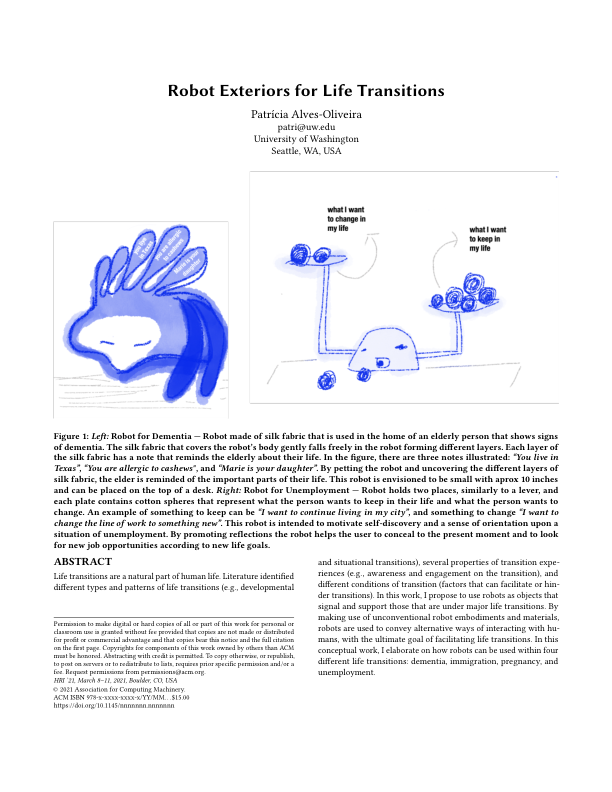 Robot Exteriors for Life Transitions
Patrícia Alves-Oliveira
patri@uw.edu
University of Washington
Seattle, WA, USA
You live
in Texas
You are allergic
to cashews
Marie is your
daughter
what I want
to change in
my life
what I want
to keep in
my life
Figure 1: Left: Robot for Dementia — Robot made of silk fabric that is used in the home of an elderly person that shows signs
of dementia. The silk fabric that covers the robot's body gently falls freely in the robot forming different layers. Each layer of
the silk fabric has a note that reminds the elderly about their life. In the figure, there are three notes illustrated: "You live in
Texas", "You are allergic to cashews", and "Marie is your daughter". By petting the robot and uncovering the different layers of
silk fabric, the elder is reminded of the important parts of their life. This robot is envisioned to be small with aprox 10 inches
and can be placed on the top of a desk. Right: Robot for Unemployment — Robot holds two places, similarly to a lever, and
each plate contains cotton spheres that represent what the person wants to keep in their life and what the person wants to
change. An example of something to keep can be "I want to continue living in my city", and something to change "I want to
change the line of work to something new". This robot is intended to motivate self-discovery and a sense of orientation upon a
situation of unemployment. By promoting reflections the robot helps the user to conceal to the present moment and to look
for new job opportunities according to new life goals.
ABSTRACT
Life transitions are a natural part of human life. Literature identified
different types and patterns of life transitions (e.g., developmental
Permission to make digital or hard copies of all or part of this work for personal or
classroom use is granted without fee provided that copies are not made or distributed
for profit or commercial advantage and that copies bear this notice and the full citation
on the first page. Copyrights for components of this work owned by others than ACM
must be honored. Abstracting with credit is permitted. To copy otherwise, or republish,
to post on servers or to redistribute to lists, requires prior specific permission and/or a
fee. Request permissions from permissions@acm.org.
HRI '21, March 8–11, 2021, Boulder, CO, USA
© 2021 Association for Computing Machinery.
ACM ISBN 978-x-xxxx-xxxx-x/YY/MM...$15.00
https://doi.org/10.1145/nnnnnnn.nnnnnnn
and situational transitions), several properties of transition expe-
riences (e.g., awareness and engagement on the transition), and
different conditions of transition (factors that can facilitate or hin-
der transitions). In this work, I propose to use robots as objects that
signal and support those that are under major life transitions. By
making use of unconventional robot embodiments and materials,
robots are used to convey alternative ways of interacting with hu-
mans, with the ultimate goal of facilitating life transitions. In this
conceptual work, I elaborate on how robots can be used within four
different life transitions: dementia, immigration, pregnancy, and
unemployment.